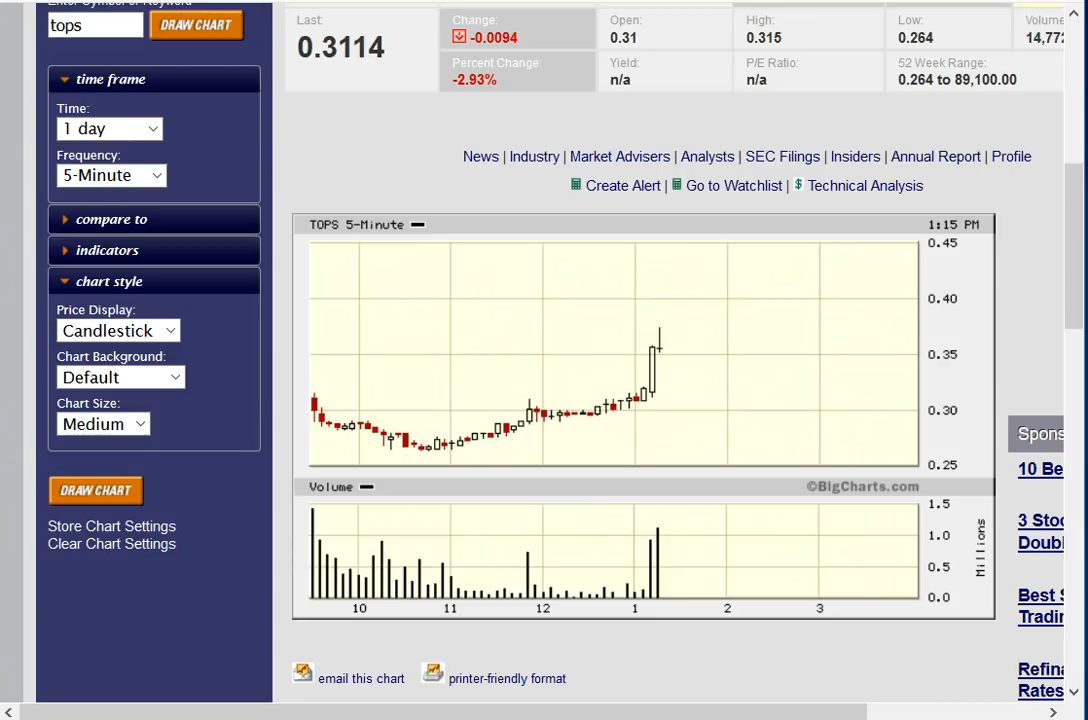 tops
DRAW CHART
time frame
Time:
1 day
Frequency:
5-Minute
compare to
indicators
chart style
Price Display:
Candlestick
Chart Background:
Default
Chart Size:
Medium
DRAW CHART
Store Chart Settings
Clear Chart Settings
Last:
0.3114
Change:
-0.0094
Percent Change:
-2.93%
Open:
0.31
Yield:
n/a
High:
0.315
P/E Ratio:
n/a
Low:
0.264
52 Week Range:
0.264 to 89,100.00
Volume
14,77
News | Industry | Market Advisers | Analysts | SEC Filings | Insiders | Annual Report | Profile
Create Alert | Go to Watchlist | $ Technical Analysis
TOPS 5-Minute
1:15 PM
0.45
0.40
0.35
0.30
0.25
Volume
©BigCharts.com
1.5
1.0
0.5
0.0
Millions
10 11 12 1 2 3
email this chart
printer-friendly format
Spons
10 Be
3 Stoc
Doubl
Best S
Tradin
Refina
Rates